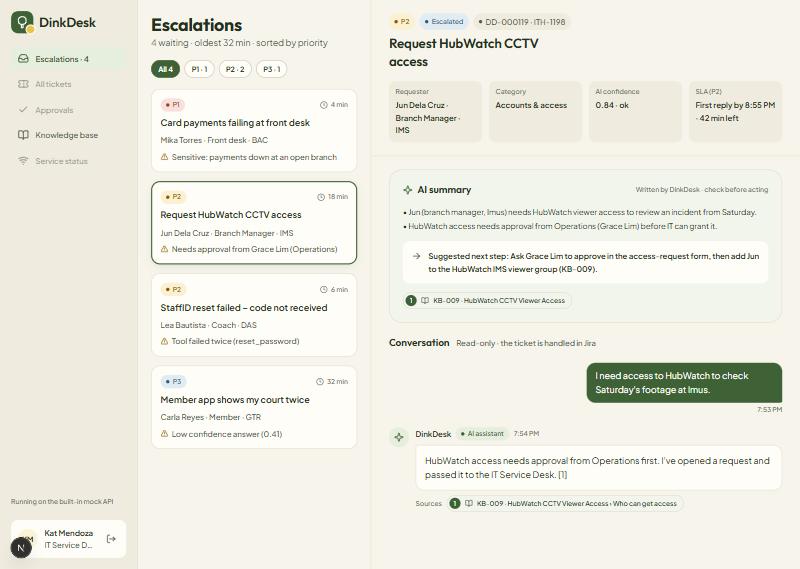 DinkDesk
Escalations · 4
All tickets
Approvals
Knowledge base
Service status
Running on the built-in mock API
Kat Mendoza
IT Service D...
N
Escalations
4 waiting · oldest 32 min · sorted by priority
All 4
P1 · 1
P2 · 2
P3 · 1
P1
4 min
Card payments failing at front desk
Mika Torres · Front desk · BAC
Sensitive: payments down at an open branch
P2
18 min
Request HubWatch CCTV access
Jun Dela Cruz · Branch Manager · IMS
Needs approval from Grace Lim (Operations)
P2
6 min
StaffID reset failed – code not received
Lea Bautista · Coach · DAS
Tool failed twice (reset_password)
P3
32 min
Member app shows my court twice
Carla Reyes · Member · GTR
Low confidence answer (0.41)
P2
Escalated
DD-000119 · ITH-1198
Request HubWatch CCTV
access
Requester
Jun Dela Cruz ·
Branch Manager ·
IMS
Category
Accounts & access
AI confidence
0.84 · ok
SLA (P2)
First reply by 8:55 PM
· 42 min left
AI summary
Written by DinkDesk · check before acting
• Jun (branch manager, Imus) needs HubWatch viewer access to review an incident from Saturday.
• HubWatch access needs approval from Operations (Grace Lim) before IT can grant it.
Suggested next step: Ask Grace Lim to approve in the access-request form, then add Jun
to the HubWatch IMS viewer group (KB-009).
1 KB-009 · HubWatch CCTV Viewer Access
Conversation Read-only · the ticket is handled in Jira
I need access to HubWatch to check
Saturday's footage at Imus.
7:53 PM
DinkDesk
AI assistant
7:54 PM
HubWatch access needs approval from Operations first. I've opened a request and
passed it to the IT Service Desk. [1]
Sources 1 KB-009 · HubWatch CCTV Viewer Access › Who can get access